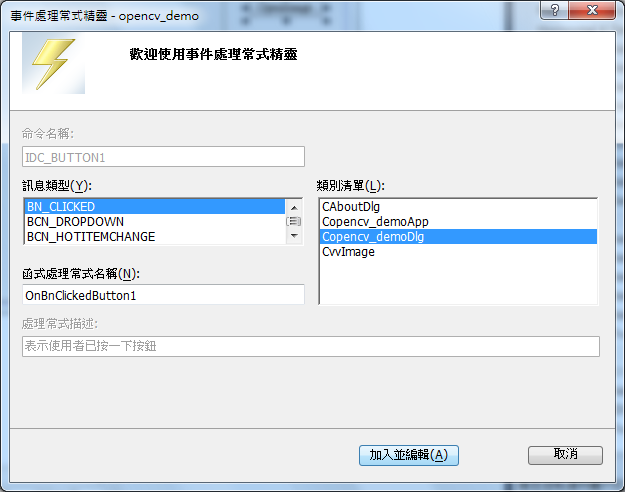 事件處理常式精靈 - opencv_demo
歡迎使用事件處理常式精靈
命令名稱:
IDC_BUTTON1
訊息類型(Y):
BN_CLICKED
BCN_DROPDOWN
BCN_HOTITEMCHANGE
類別清單(L):
CAboutDlg
Copencv_demoApp
Copencv_demoDlg
CvvImage
函式處理常式名稱(N):
OnBnClickedButton1
處理常式描述:
表示使用者已按一下按鈕
加入並編輯(A)
取消